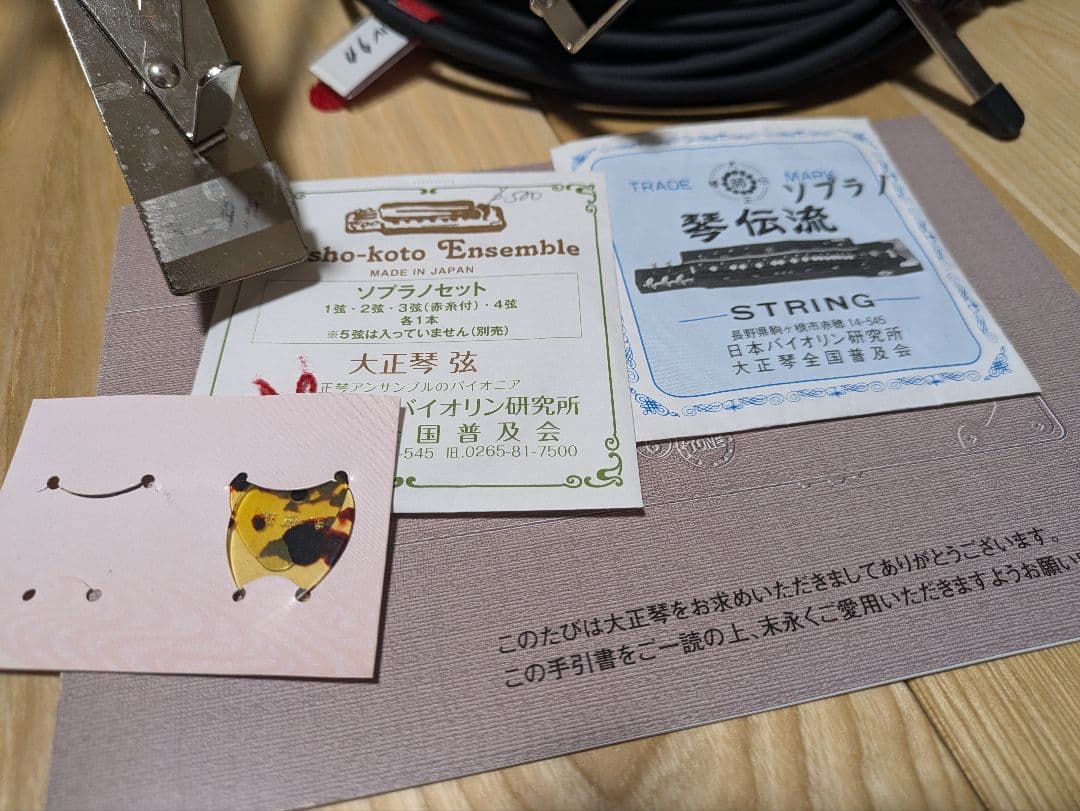 ¥500
sho-koto Ensemble
MADE IN JAPAN
ソプラノセット
1弦・2弦・3弦(赤糸付)・4弦
各1本
※5弦は入っていません(別売)
大正琴 弦
正琴アンサンブルのパイオニア
バイオリン研究所
国普及会
-545 ℡.0265-81-7500
TRADE MARK
ソプラノ
琴伝流
STRING
長野県駒ヶ根市赤穂 14-545
日本バイオリン研究所
大正琴全国普及会
TONE
このたびは大正琴をお求めいただきましてありがとうございます。
この手引書をご一読の上、末永くご愛用いただきますようお願い